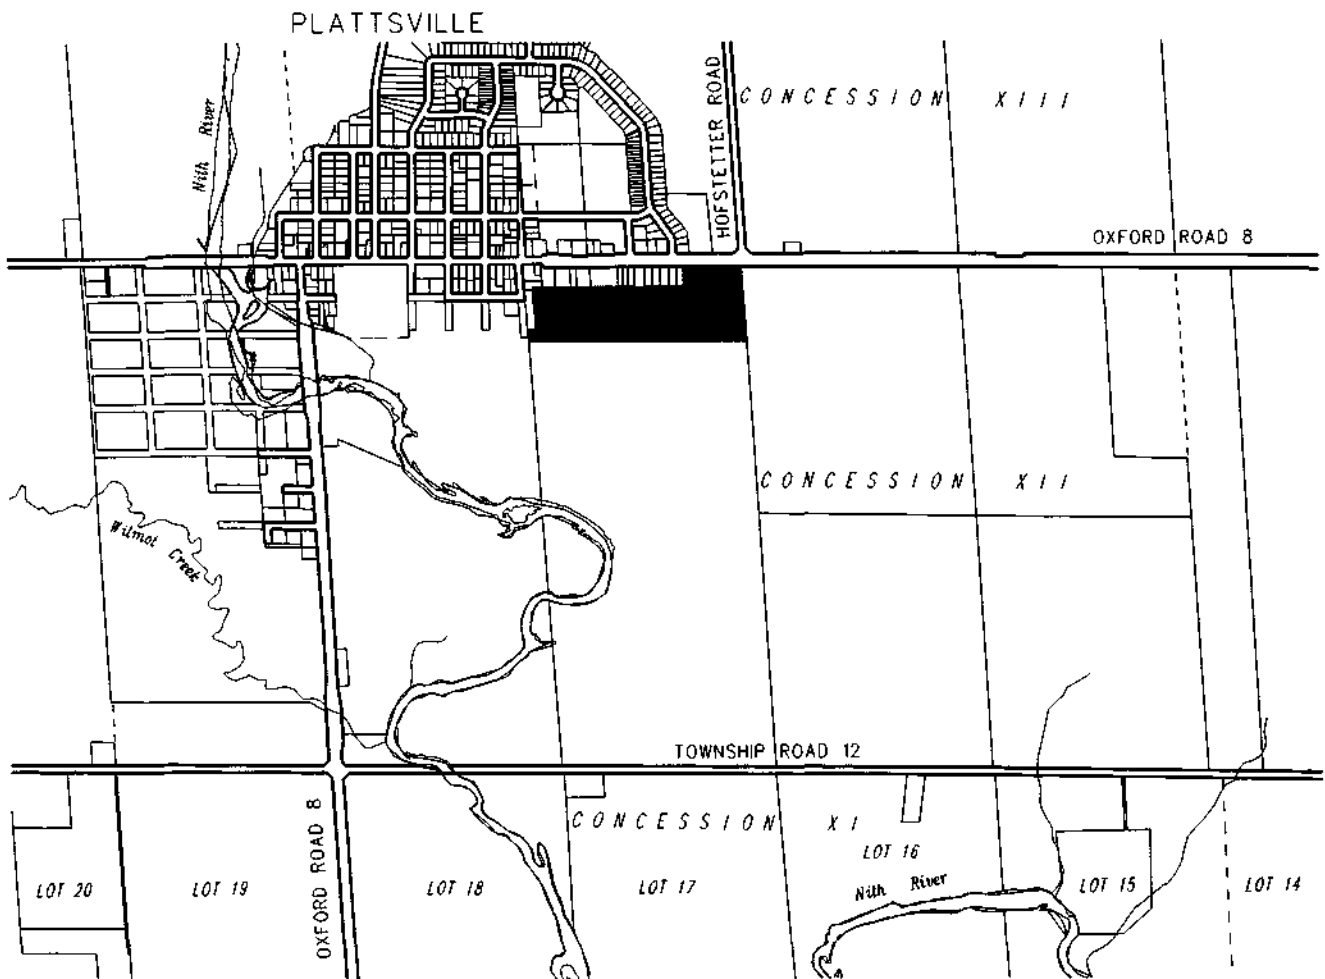 PLATTSVILLE
Nith River
HOFSTETTER ROAD
CONCESSION XIII
OXFORD ROAD 8
CONCESSION XII
Wilmot Creek
TOWNSHIP ROAD 12
OXFORD ROAD 8
CONCESSION XI
LOT 20
LOT 19
LOT 18
LOT 17
LOT 16
Nith River
LOT 15
LOT 14